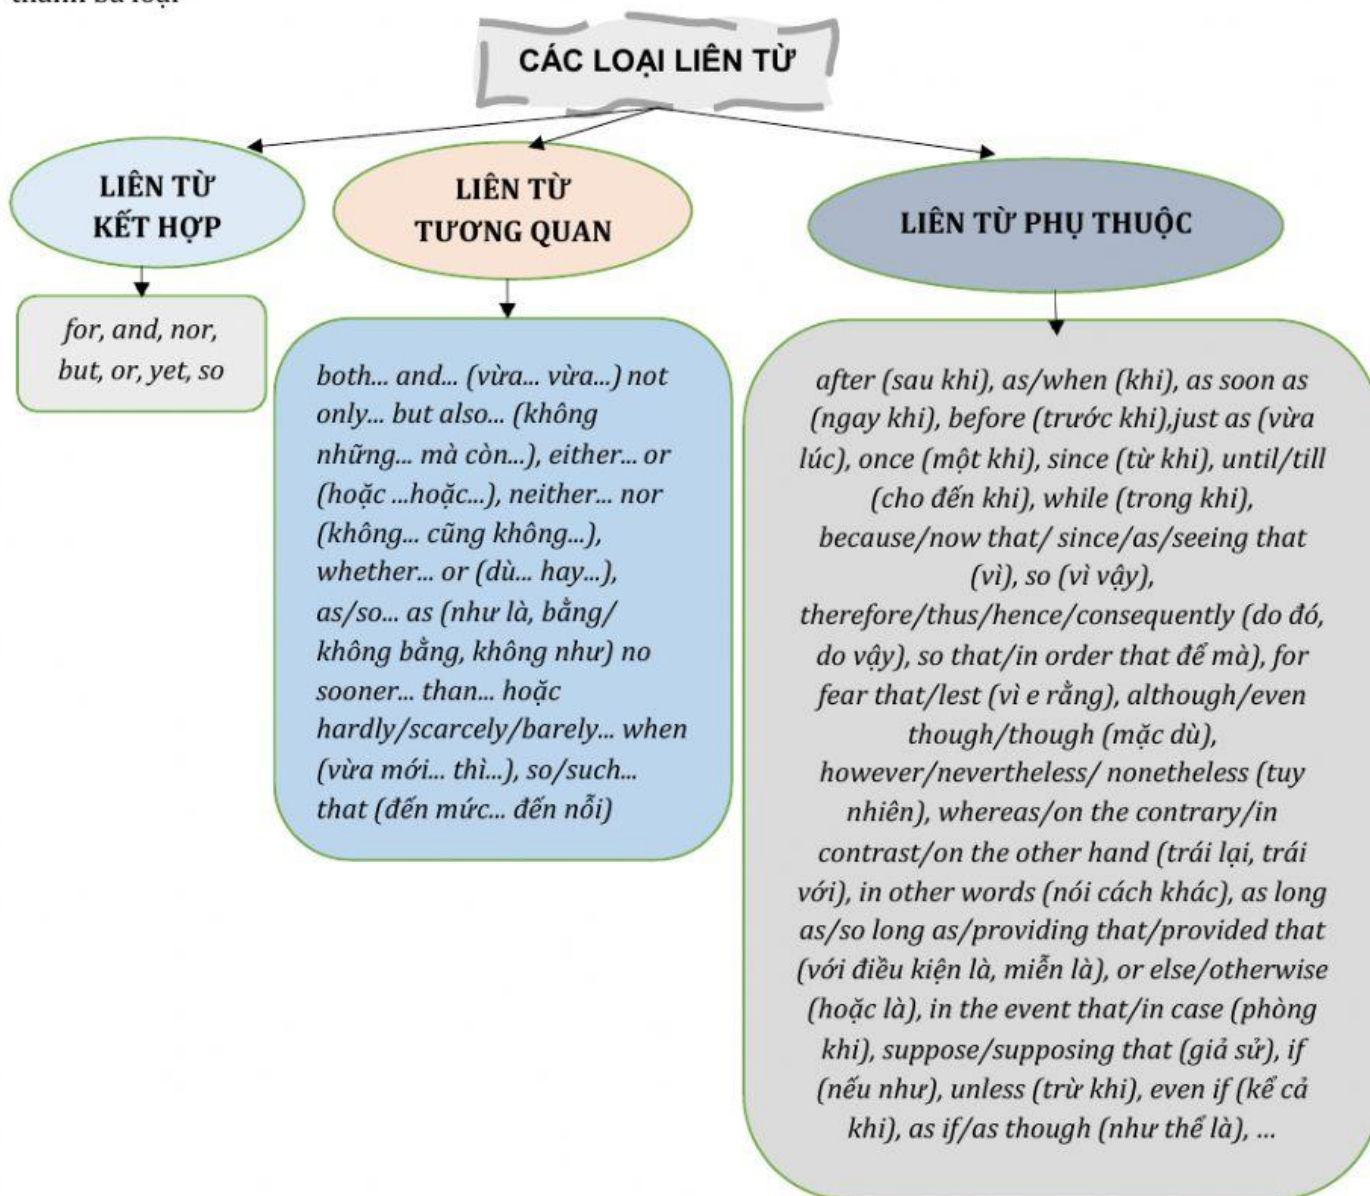 thành ba loại
CÁC LOẠI LIÊN TỪ
LIÊN TỪ
KẾT HỢP
for, and, nor,
but, or, yet, so
LIÊN TỪ
TƯƠNG QUAN
both... and... (vừa... vừa...) not
only... but also... (không
những... mà còn...), either... or
(hoặc ...hoặc...), neither... nor
(không... cũng không...),
whether... or (dù... hay...),
as/so... as (như là, bằng/
không bằng, không như) no
sooner... than... hoặc
hardly/scarcely/barely... when
(vừa mới... thì...), so/such...
that (đến mức... đến nỗi)
LIÊN TỪ PHỤ THUỘC
after (sau khi), as/when (khi), as soon as
(ngay khi), before (trước khi),just as (vừa
lúc), once (một khi), since (từ khi), until/till
(cho đến khi), while (trong khi),
because/now that/ since/as/seeing that
(vì), so (vì vậy),
therefore/thus/hence/consequently (do đó,
do vậy), so that/in order that để mà), for
fear that/lest (vì e rằng), although/even
though/though (mặc dù),
however/nevertheless/ nonetheless (tuy
nhiên), whereas/on the contrary/in
contrast/on the other hand (trái lại, trái
với), in other words (nói cách khác), as long
as/so long as/providing that/provided that
(với điều kiện là, miễn là), or else/otherwise
(hoặc là), in the event that/in case (phòng
khi), suppose/supposing that (giả sử), if
(nếu như), unless (trừ khi), even if (kể cả
khi), as if/as though (như thể là), ...